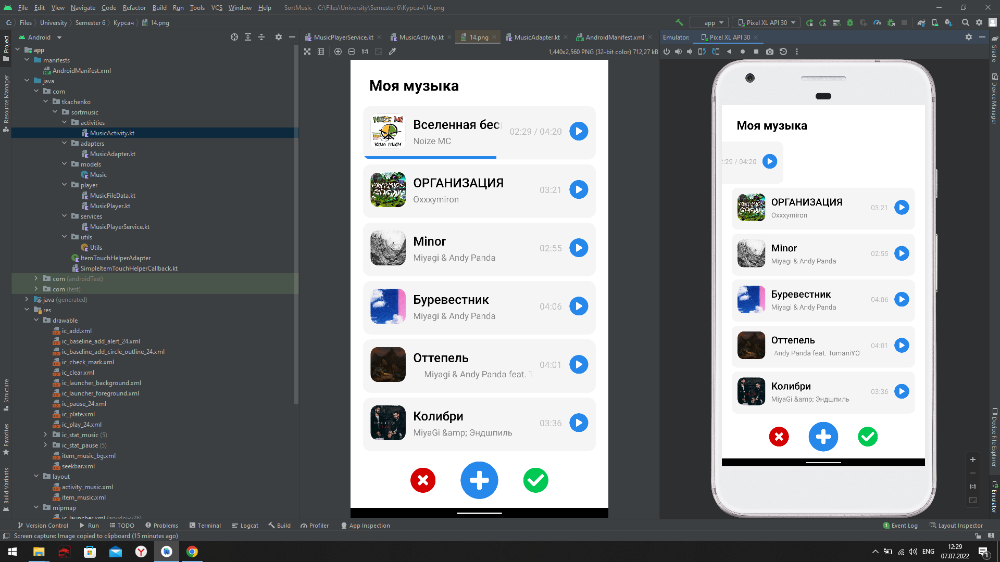 File Edit View Navigate Code Refactor Build Run Tools VCS Window Help SortMusic - C:\Files\University\Semester 6\Курсач\14.png
C: Files University Semester 6 Курсач 14.png app Pixel XL API 30
Android MusicPlayerService.kt MusicActivity.kt 14.png MusicAdapter.kt AndroidManifest.xml Emulator: Pixel XL API 30
1:1 1,440x2,560 PNG (32-bit color) 712,27 kB
Project
Resource Manager
Structure
Favorites
Build Variants
app
manifests
AndroidManifest.xml
java
com
tkachenko
sortmusic
activities
MusicActivity.kt
adapters
MusicAdapter.kt
models
Music
player
MusicFileData.kt
MusicPlayer.kt
services
MusicPlayerService.kt
utils
Utils
ItemTouchHelperAdapter
SimpleItemTouchHelperCallback.kt
com (androidTest)
com (test)
java (generated)
res
drawable
ic_add.xml
ic_baseline_add_alert_24.xml
ic_baseline_add_circle_outline_24.xml
ic_check_mark.xml
ic_clear.xml
ic_launcher_background.xml
ic_launcher_foreground.xml
ic_pause_24.xml
ic_plate.xml
ic_play_24.xml
ic_stat_music (5)
ic_stat_pause (5)
item_music_bg.xml
seekbar.xml
layout
activity_music.xml
item_music.xml
mipmap
ic_launcher.xml (anydpi-v26)
Моя музыка
NOIZE MC
Вселенная бес
02:29 / 04:20
Noize MC
ОРГАНИЗАЦИЯ
03:21
Oxxxymiron
Minor
02:55
Miyagi & Andy Panda
Буревестник
04:06
Miyagi & Andy Panda
Оттепель
04:01
Miyagi & Andy Panda feat.
Колибри
03:36
MiyaGi &amp; Эндшпиль
Моя музыка
:29 / 04:20
ОРГАНИЗАЦИЯ
03:21
Oxxxymiron
Minor
02:55
Miyagi & Andy Panda
Буревестник
04:06
Miyagi & Andy Panda
Оттепель
04:01
Andy Panda feat. TumaniYO
Колибри
03:36
MiyaGi &amp; Эндшпиль
1:1
Gradle
Device Manager
Device File Explorer
Emulator
Version Control Run TODO Problems Terminal Logcat Build Profiler App Inspection 1 Event Log Layout Inspector
Screen capture: Image copied to clipboard (15 minutes ago)
ENG 12:29
07.07.2022 1